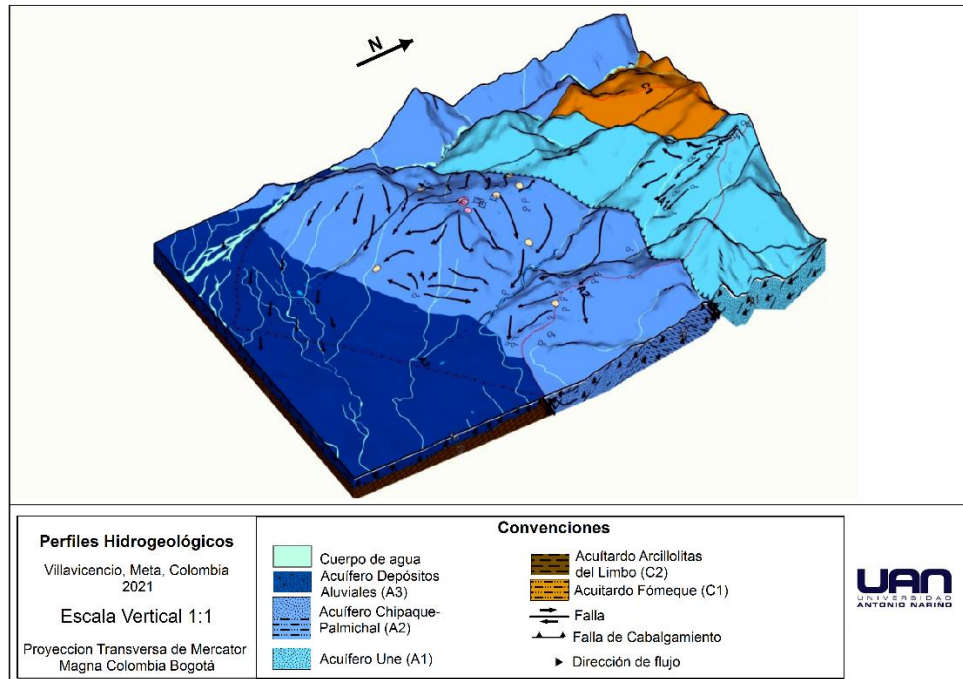 N
Perfiles Hidrogeológicos
Villavicencio, Meta, Colombia
2021
Escala Vertical 1:1
Proyeccion Transversa de Mercator
Magna Colombia Bogotá
Convenciones
Cuerpo de agua
Acuífero Depósitos
Aluviales (A3)
Acuífero Chipaque-
Palmichal (A2)
Acuifero Une (A1)
Acuítardo Arcillolitas
del Limbo (C2)
Acuitardo Fómeque (C1)
Falla
Falla de Cabalgamiento
Dirección de flujo
UAN
UNIVERSIDAD
ANTONIO NARIÑO